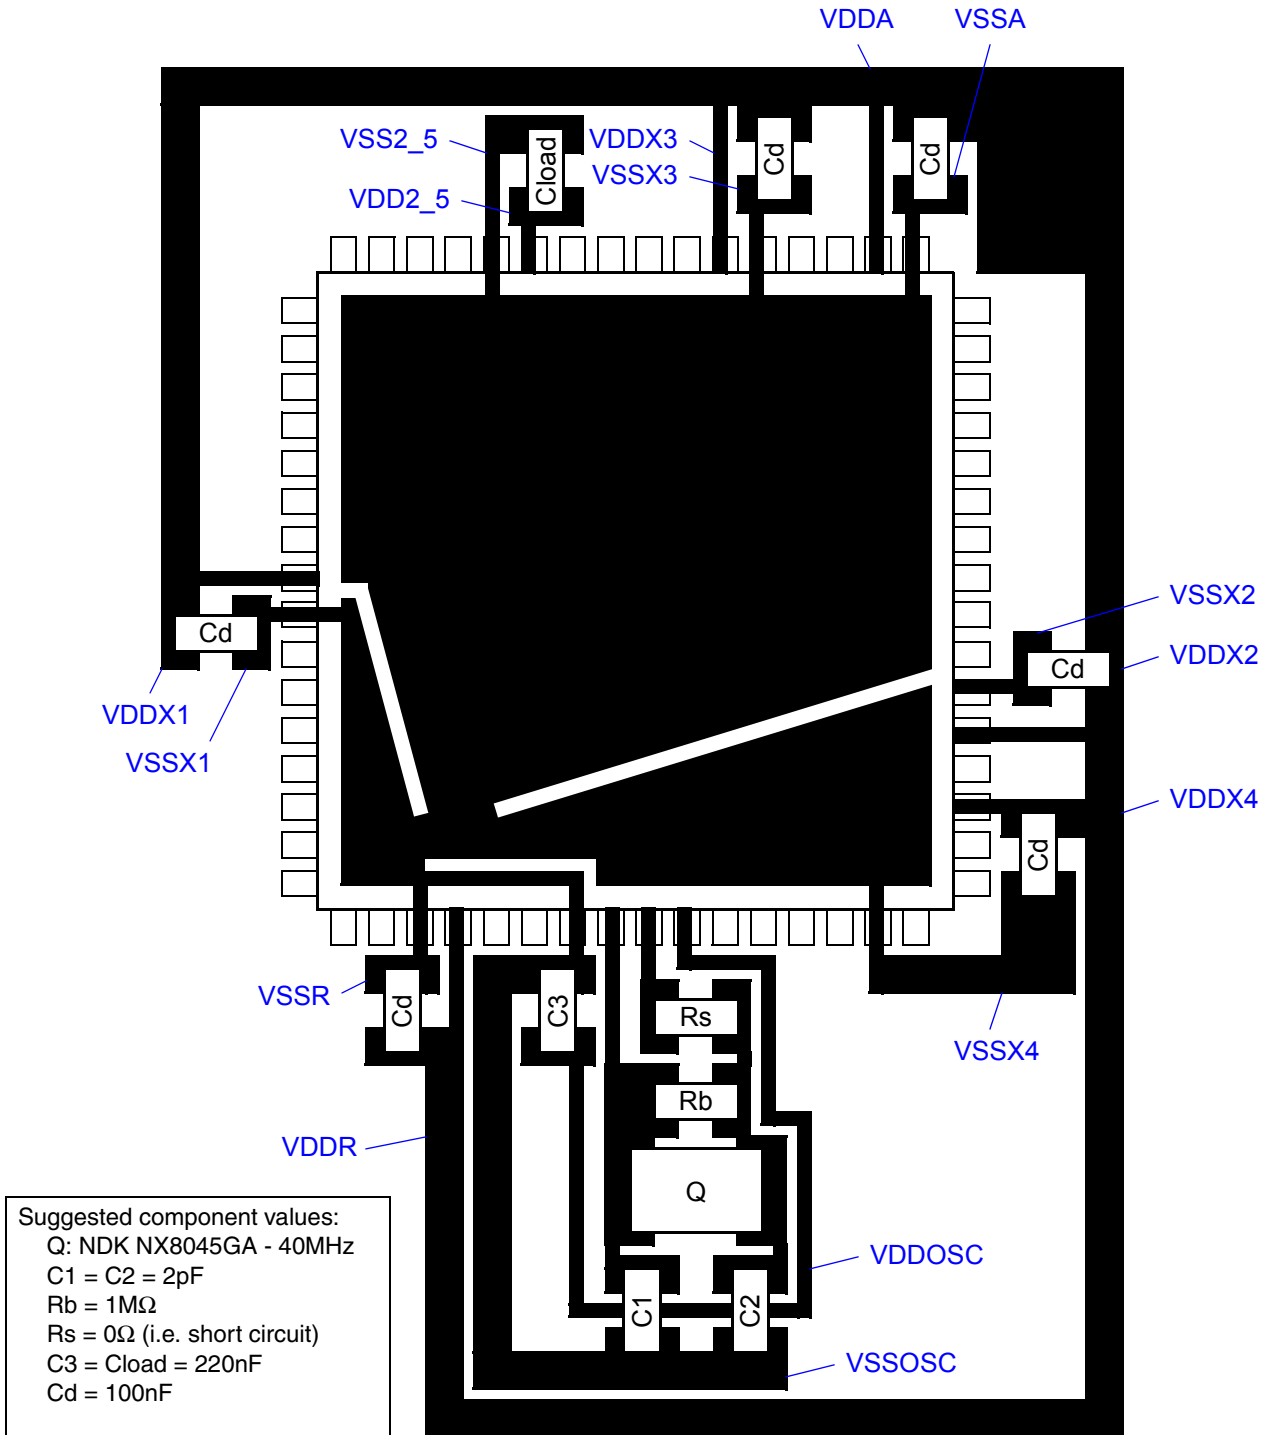 VDDA
VSSA
VSS2_5
VDD2_5
Cload
VDDX3
VSSX3
Cd
Cd
VSSX2
VDDX2
Cd
Cd
VDDX1
VSSX1
VDDX4
Cd
VSSR
Cd
C3
Rs
VSSX4
Rb
VDDR
Q
VDDOSC
C1
C2
VSSOSC
Suggested component values:
Q: NDK NX8045GA - 40MHz
C1 = C2 = 2pF
Rb = 1MΩ
Rs = 0Ω (i.e. short circuit)
C3 = Cload = 220nF
Cd = 100nF